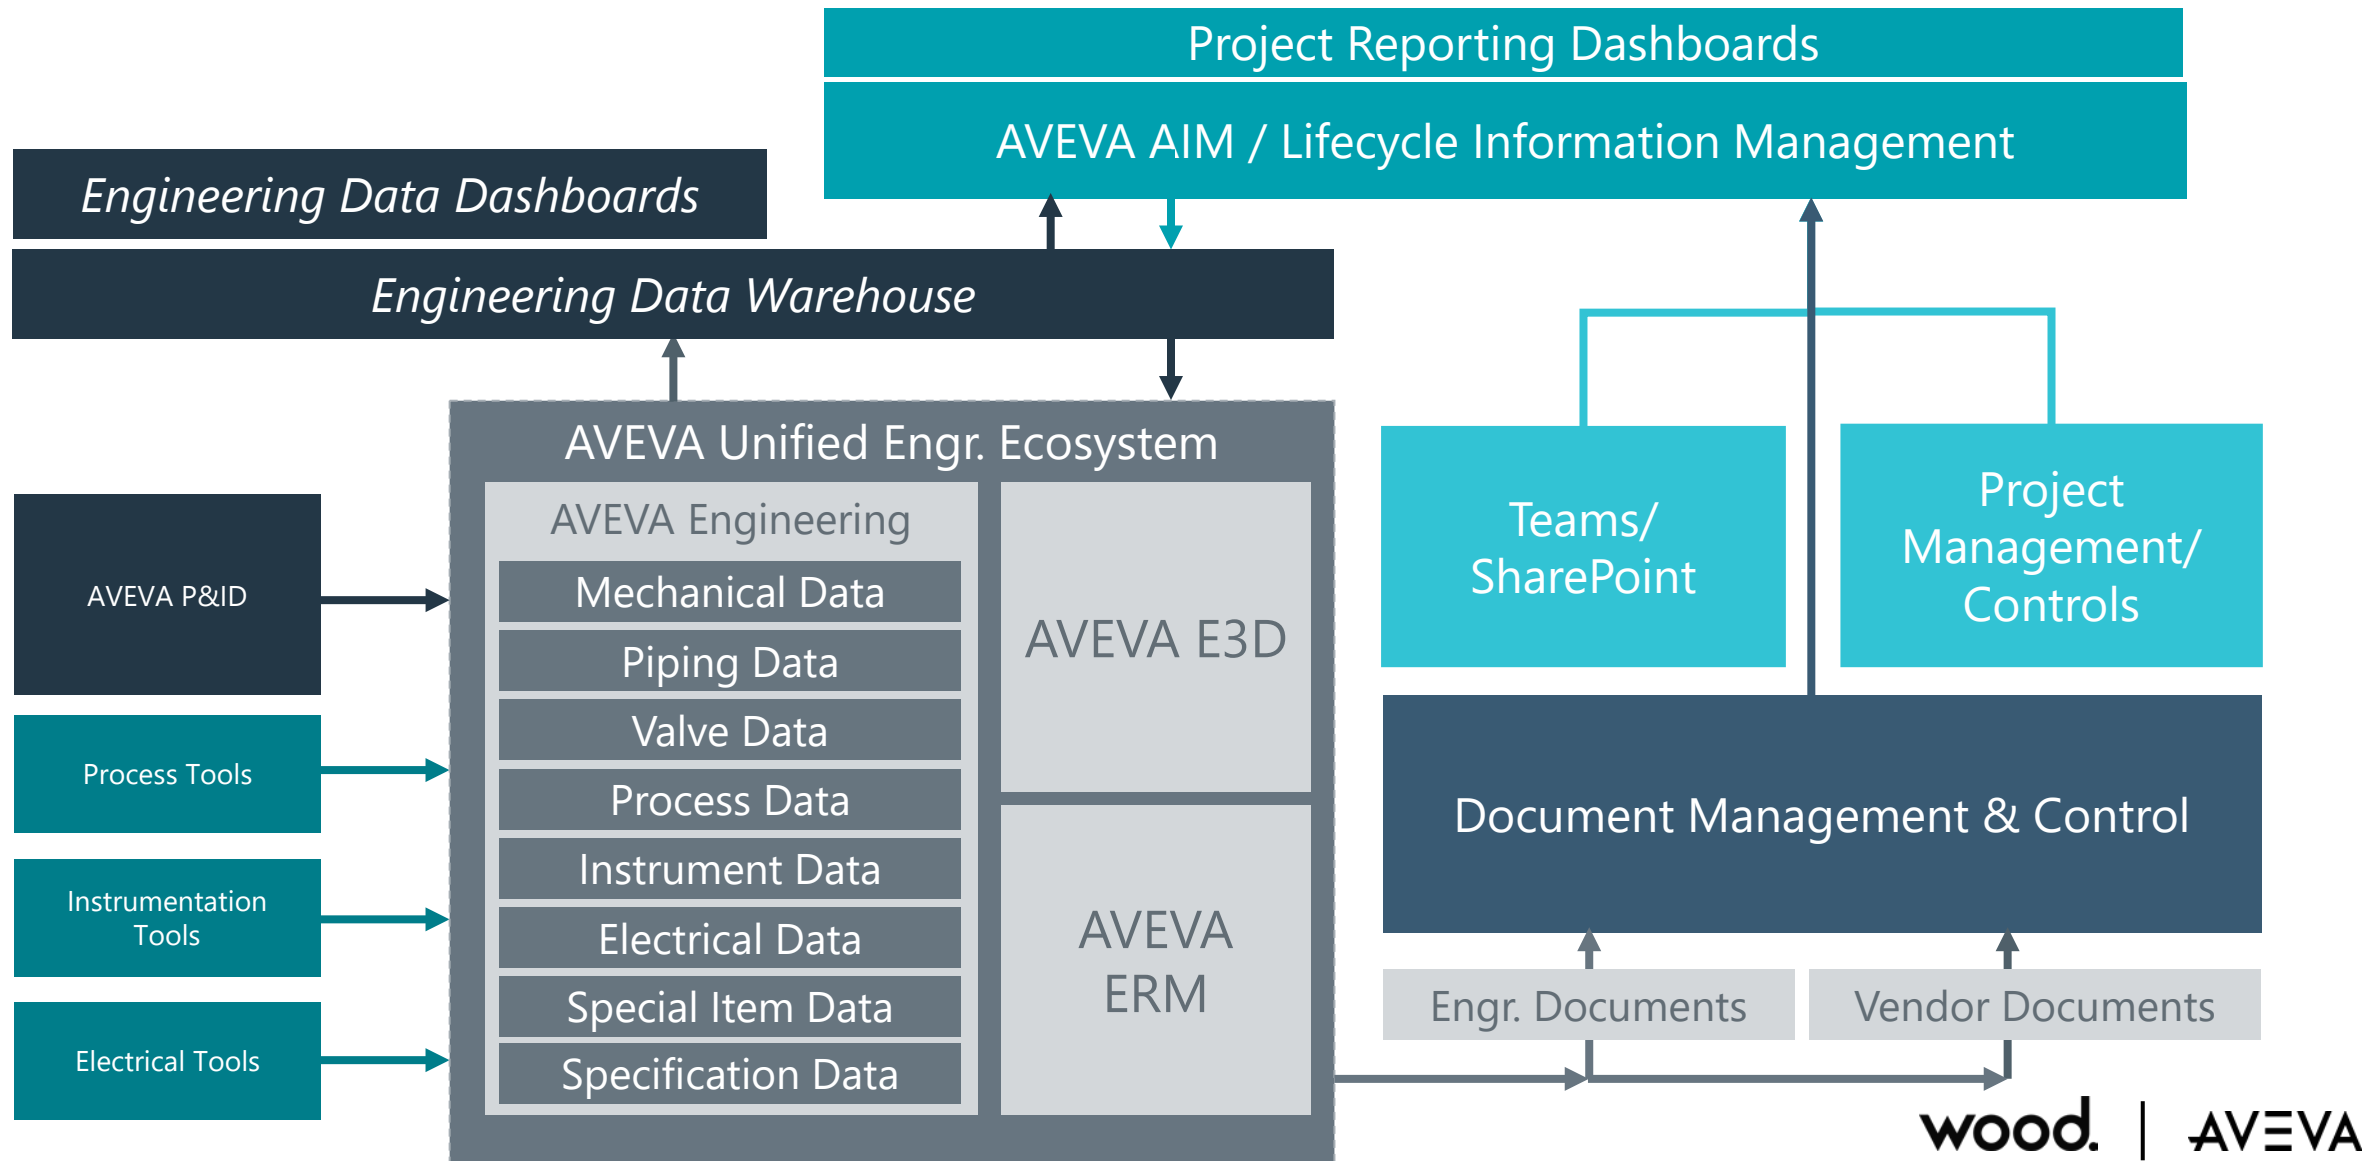 Project Reporting Dashboards
AVEVA AIM / Lifecycle Information Management
Engineering Data Dashboards
Engineering Data Warehouse
AVEVA Unified Engr. Ecosystem
AVEVA Engineering
Mechanical Data
Piping Data
Valve Data
Process Data
Instrument Data
Electrical Data
Special Item Data
Specification Data
AVEVA E3D
AVEVA
ERM
AVEVA P&ID
Process Tools
Instrumentation
Tools
Electrical Tools
Teams/
SharePoint
Project
Management/
Controls
Document Management & Control
Engr. Documents
Vendor Documents
wood. | AVEVA